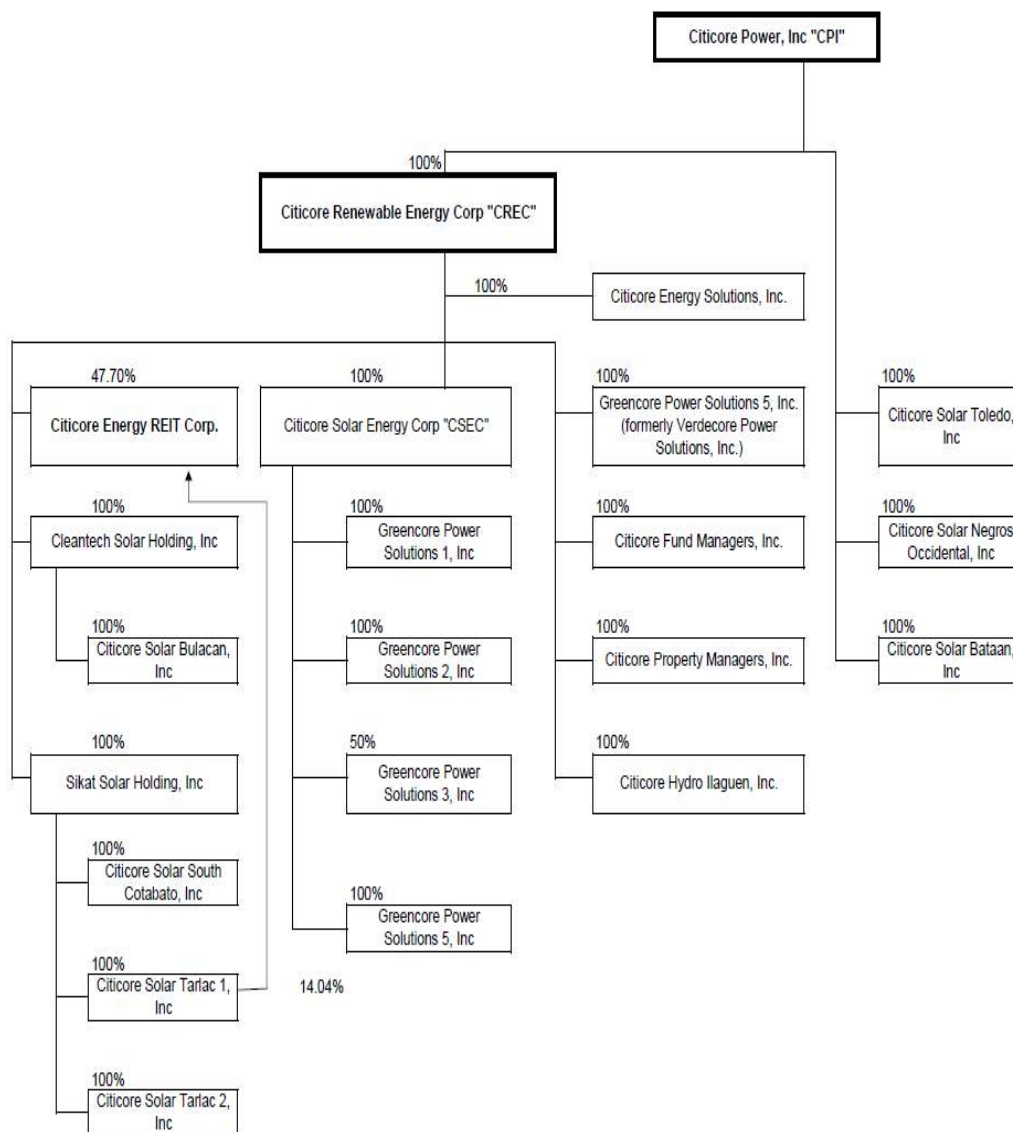 Citicore Power, Inc "CPI"
100%
Citicore Renewable Energy Corp "CREC"
100%
Citicore Energy Solutions, Inc.
47.70%
Citicore Energy REIT Corp.
100%
Citicore Solar Energy Corp "CSEC"
100%
Greencore Power Solutions 5, Inc.
(formerly Verdecore Power
Solutions, Inc.)
100%
Citicore Solar Toledo,
Inc
100%
Cleantech Solar Holding, Inc
100%
Greencore Power
Solutions 1, Inc
100%
Citicore Fund Managers, Inc.
100%
Citicore Solar Negros
Occidental, Inc
100%
Citicore Solar Bulacan,
Inc
100%
Greencore Power
Solutions 2, Inc
100%
Citicore Property Managers, Inc.
100%
Citicore Solar Bataan,
Inc
100%
Sikat Solar Holding, Inc
50%
Greencore Power
Solutions 3, Inc
100%
Citicore Hydro Ilaguen, Inc.
100%
Citicore Solar South
Cotabato, Inc
100%
Greencore Power
Solutions 5, Inc
100%
Citicore Solar Tarlac 1,
Inc
14.04%
100%
Citicore Solar Tarlac 2,
Inc